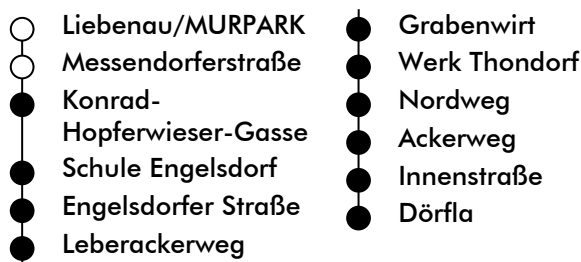 Liebenau/MURPARK
Messendorferstraße
Konrad-
Hopferwieser-Gasse
Schule Engelsdorf
Engelsdorfer Straße
Leberackerweg
Grabenwirt
Werk Thondorf
Nordweg
Ackerweg
Innenstraße
Dörfla